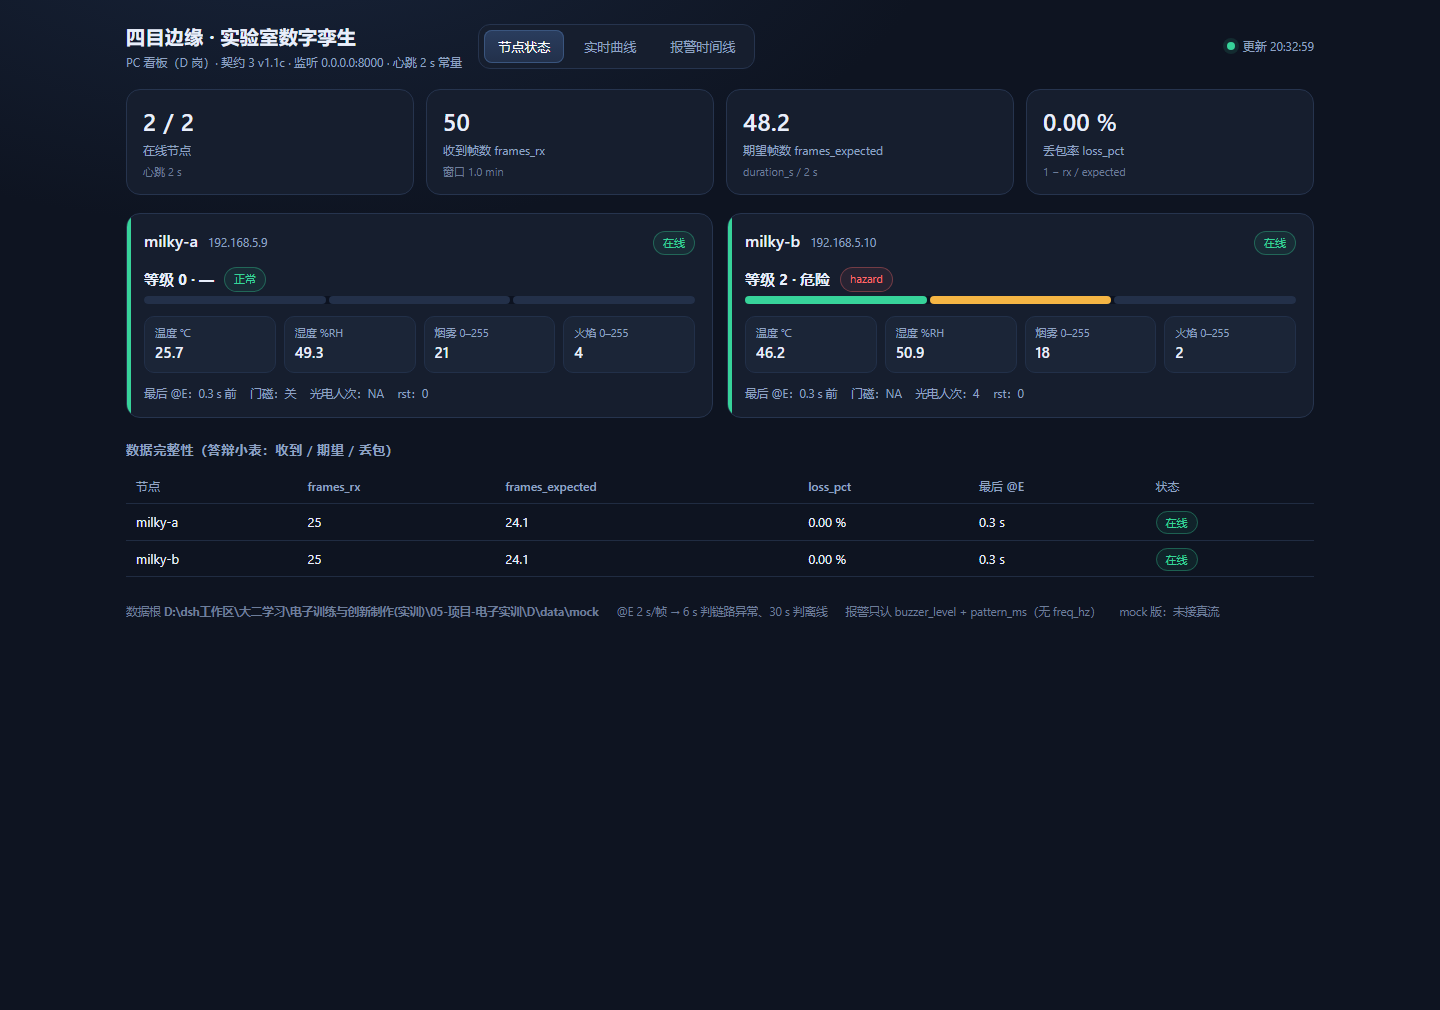 四目边缘 · 实验室数字孪生
PC 看板（D 岗）· 契约 3 v1.1c · 监听 0.0.0.0:8000 · 心跳 2 s 常量
节点状态 实时曲线 报警时间线
更新 20:32:59
2 / 2
在线节点
心跳 2 s
50
收到帧数 frames_rx
窗口 1.0 min
48.2
期望帧数 frames_expected
duration_s / 2 s
0.00 %
丢包率 loss_pct
1 − rx / expected
milky-a 192.168.5.9 在线
等级 0 · — 正常
温度 ℃ 湿度 %RH 烟雾 0–255 火焰 0–255
25.7 49.3 21 4
最后 @E：0.3 s 前 门磁：关 光电人次：NA rst：0
milky-b 192.168.5.10 在线
等级 2 · 危险 hazard
温度 ℃ 湿度 %RH 烟雾 0–255 火焰 0–255
46.2 50.9 18 2
最后 @E：0.3 s 前 门磁：NA 光电人次：4 rst：0
数据完整性（答辩小表：收到 / 期望 / 丢包）
节点 frames_rx frames_expected loss_pct 最后 @E 状态
milky-a 25 24.1 0.00 % 0.3 s 在线
milky-b 25 24.1 0.00 % 0.3 s 在线
数据根 D:\dsh工作区\大二学习\电子训练与创新制作(实训)\05-项目-电子实训\D\data\mock @E 2 s/帧 → 6 s 判链路异常、30 s 判离线 报警只认 buzzer_level + pattern_ms（无 freq_hz） mock 版：未接真流